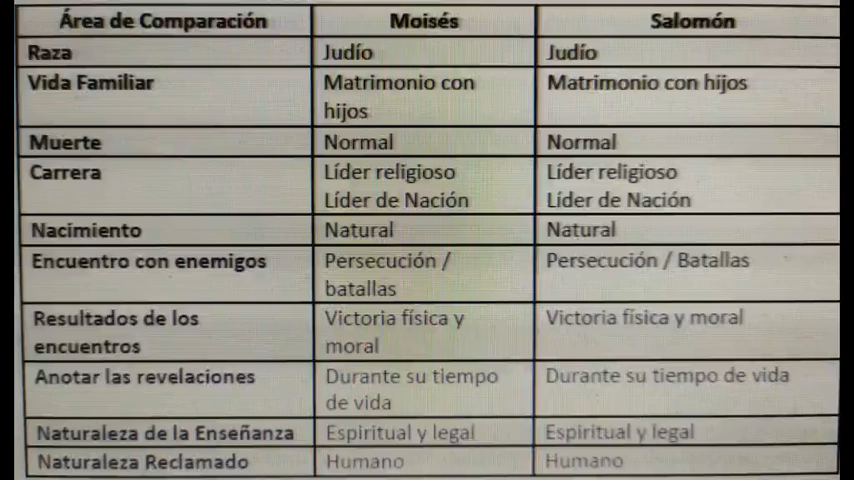 Área de Comparación Moisés Salomón
Raza Judío Judío
Vida Familiar Matrimonio con Matrimonio con hijos
hijos
Muerte Normal Normal
Carrera Líder religioso Líder religioso
Líder de Nación Líder de Nación
Nacimiento Natural Natural
Encuentro con enemigos Persecución / Persecución / Batallas
batallas
Resultados de los Victoria física y Victoria física y moral
encuentros moral
Anotar las revelaciones Durante su tiempo Durante su tiempo de vida
de vida
Naturaleza de la Enseñanza Espiritual y legal Espiritual y legal
Naturaleza Reclamado Humano Humano